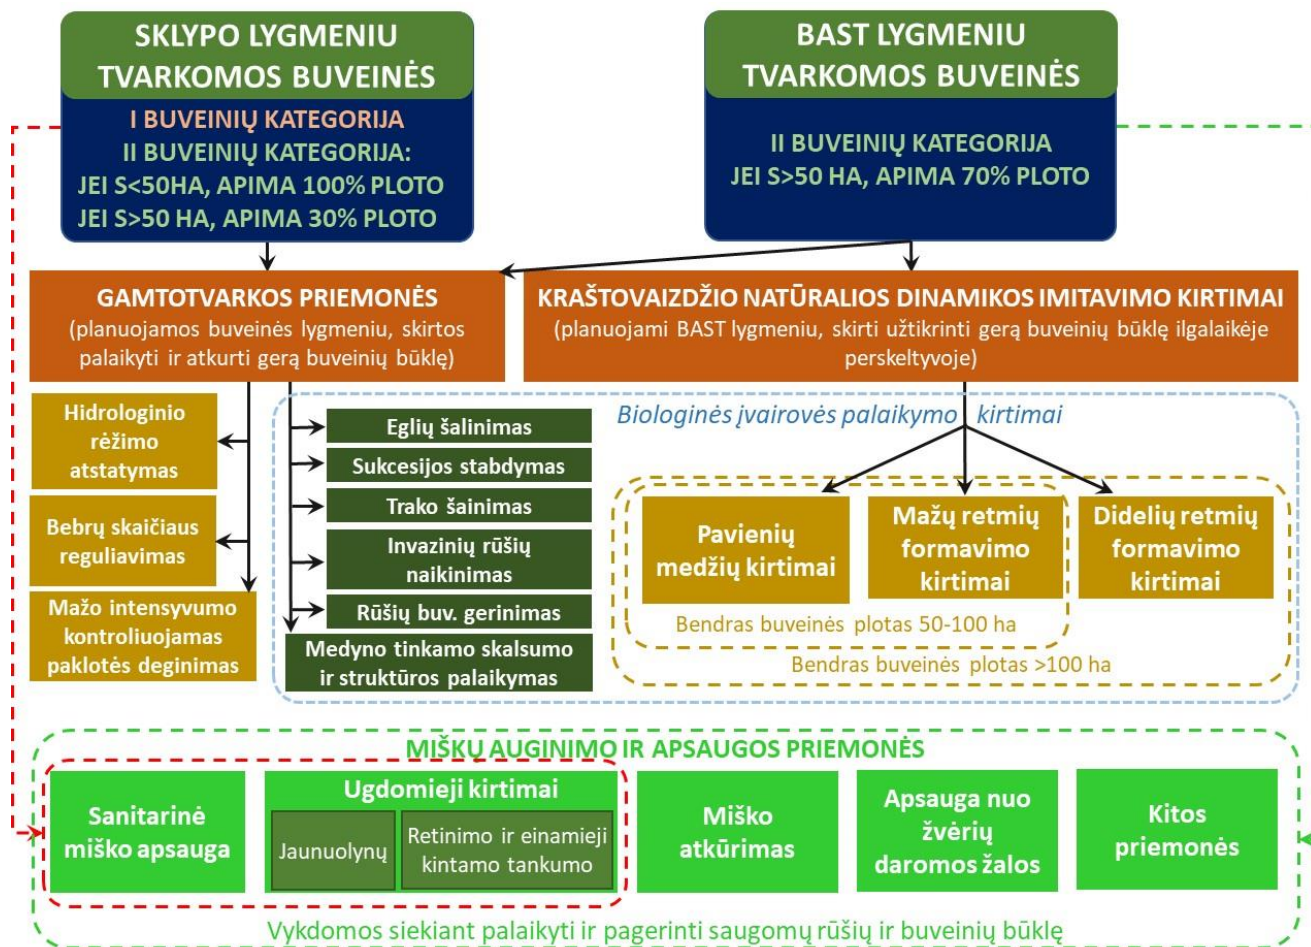 SKLYPO LYGMENIU
TVARKOMOS BUVEINĖS
I BUVEINIŲ KATEGORIJA
II BUVEINIŲ KATEGORIJA:
JEI S<50HA, APIMA 100% PLOTO
JEI S>50 HA, APIMA 30% PLOTO
BAST LYGMENIU
TVARKOMOS BUVEINĖS
II BUVEINIŲ KATEGORIJA
JEI S>50 HA, APIMA 70% PLOTO
GAMTOTVARKOS PRIEMONĖS
(planuojamos buveinės lygmeniu, skirtos
palaikyti ir atkurti gerą buveinių būklę)
KRAŠTOVAIZDŽIO NATŪRALIOS DINAMIKOS IMITAVIMO KIRTIMAI
(planuojami BAST lygmeniu, skirti užtikrinti gerą buveinių būklę ilgalaikėje
perskeltyvoje)
Hidrologinio
rėžimo
atstatymas
Bebrų skaičiaus
reguliavimas
Mažo intensyvumo
kontroliuojamas
paklotės deginimas
Eglių šalinimas
Sukcesijos stabdymas
Trako šainimas
Invazinių rūšių
naikinimas
Rūšių buv. gerinimas
Medyno tinkamo skalsumo
ir struktūros palaikymas
Biologinės įvairovės palaikymo kirtimai
Pavienių
medžių kirtimai
Mažų retmių
formavimo
kirtimai
Didelių retmių
formavimo
kirtimai
Bendras buveinės plotas 50-100 ha
Bendras buveinės plotas >100 ha
MIŠKŲ AUGINIMO IR APSAUGOS PRIEMONĖS
Sanitarinė
miško apsauga
Ugdomieji kirtimai
Jaunuolynų
Retinimo ir einamieji
kintamo tankumo
Miško
atkūrimas
Apsauga nuo
žvėrių
daromos žalos
Kitos
priemonės
Vykdomos siekiant palaikyti ir pagerinti saugomų rūšių ir buveinių būklę